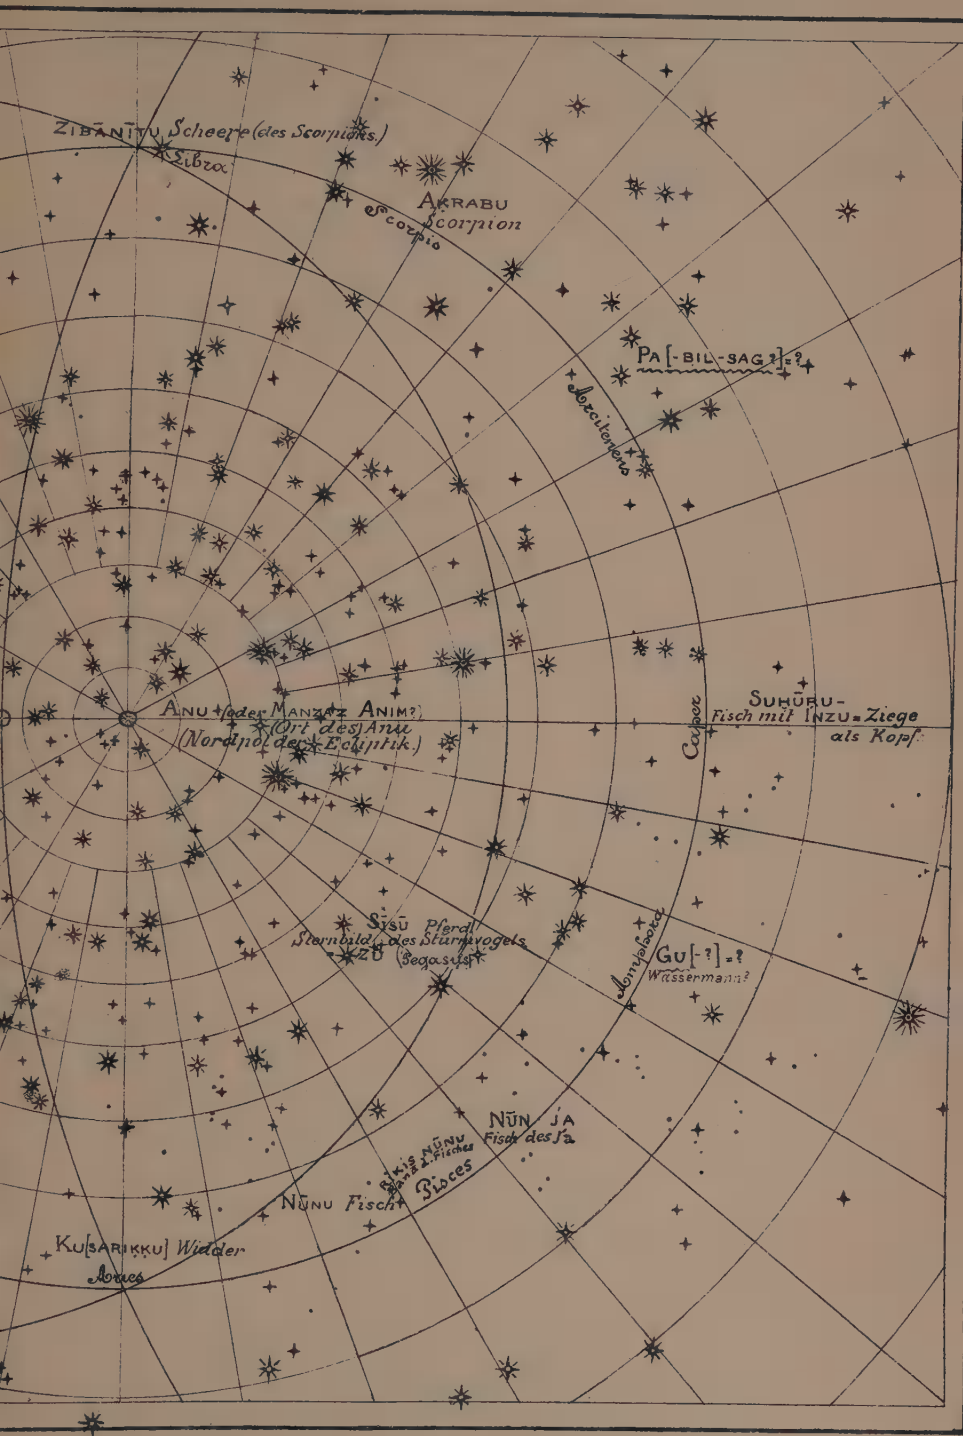 ZIBĀNĪTU Scheere (des Scorpions.)
Libra
AKRABU
Scorpion
Scorpio
PA[-BIL-SAG?]=?
Arcitenens
ANU (oder MANZAZ ANIM?)
(Ort des) Anu
(Nordpol der Ecliptik.)
Caper
SUḪŪRU-
Fisch mit INZU=Ziege
als Kopf.
SĪSŪ Pferd
Sternbild des Sturmvogels
ZŪ (Pegasus)
Amphora
GU[-?]=?
Wassermann?
NŪN JA
Fisch des Ja
RIKIS NŪNU
Band d. Fisches
Pisces
NŪNU Fisch
KU[SARIḲḲU] Widder
Aries